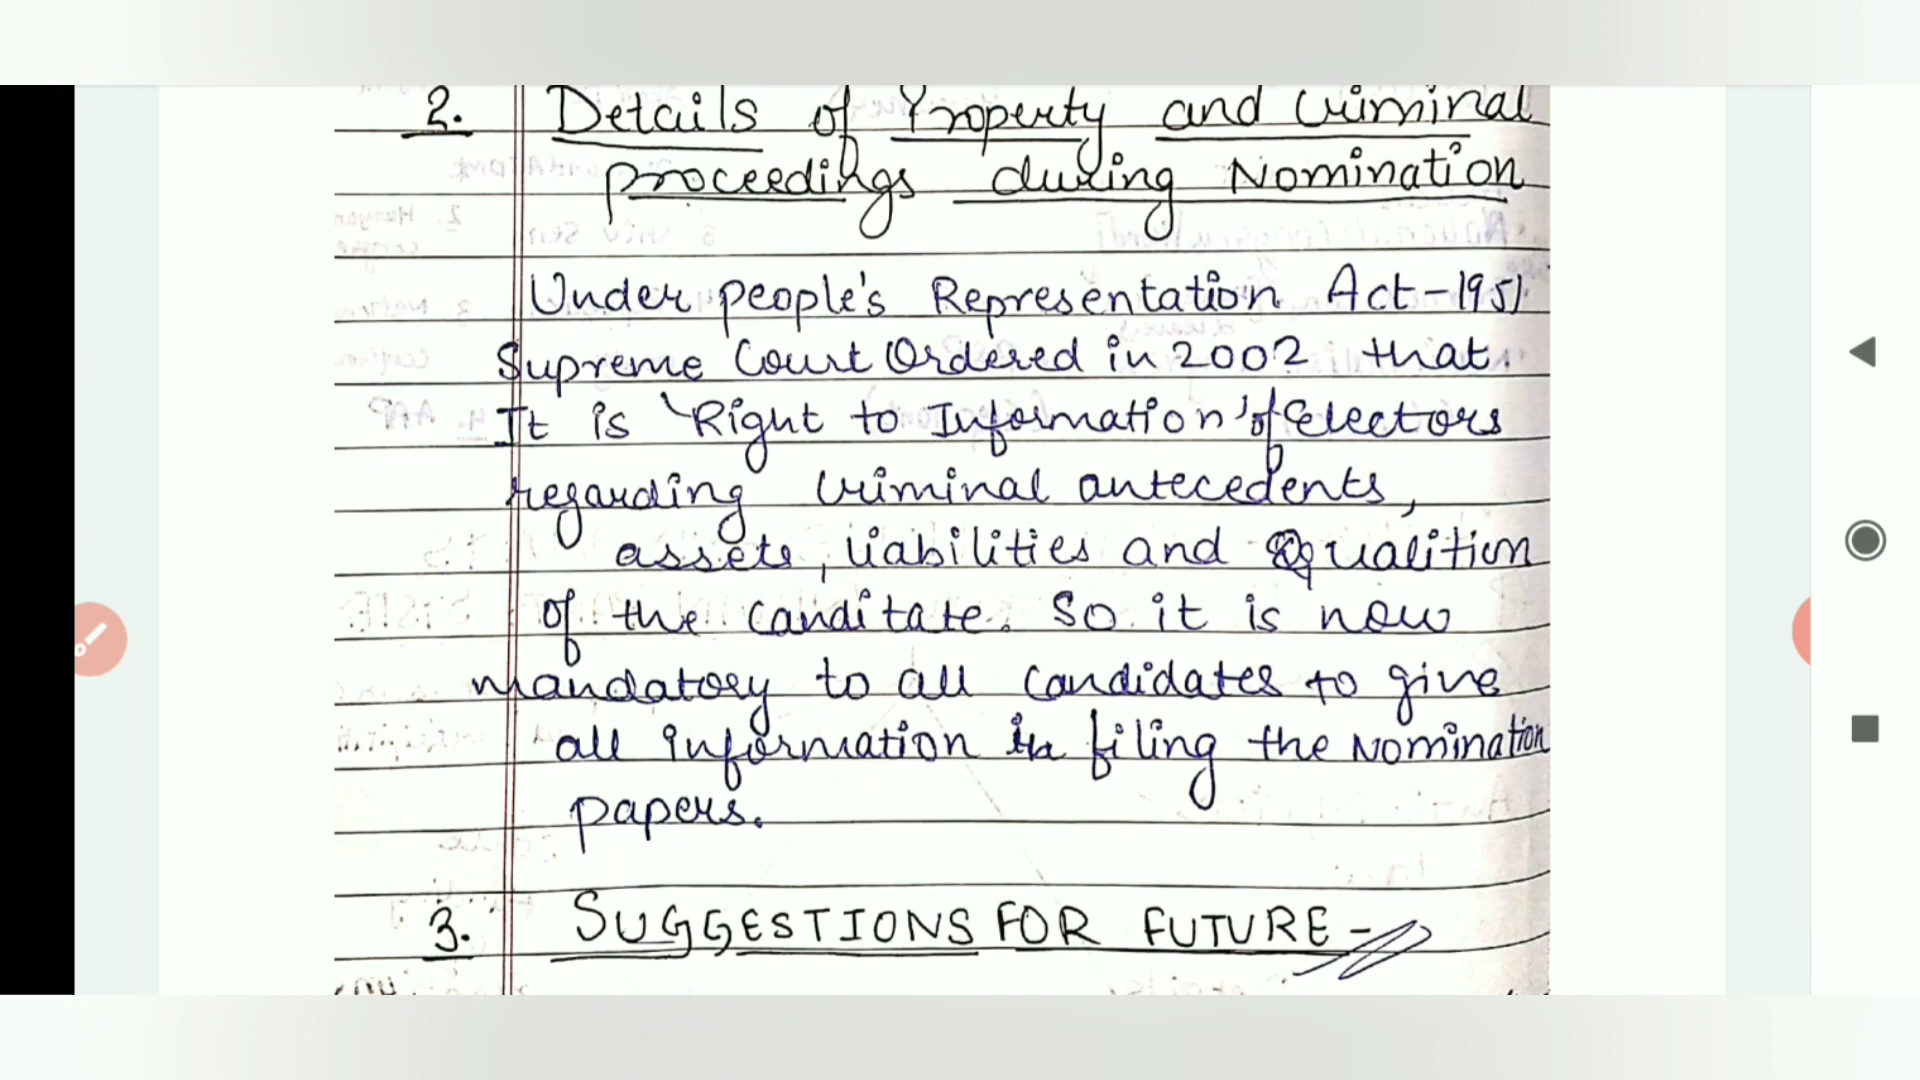 2. Details of Property and Criminal
proceedings during Nomination
Under people's Representation Act-1951
Supreme Court Ordered in 2002 that
It is 'Right to Information' of Electors
regarding criminal antecedents,
assets, liabilities and Qualition
of the canditate. So it is now
mandatory to all candidates to give
all information in filing the Nomination
papers.
3. SUGGESTIONS FOR FUTURE -